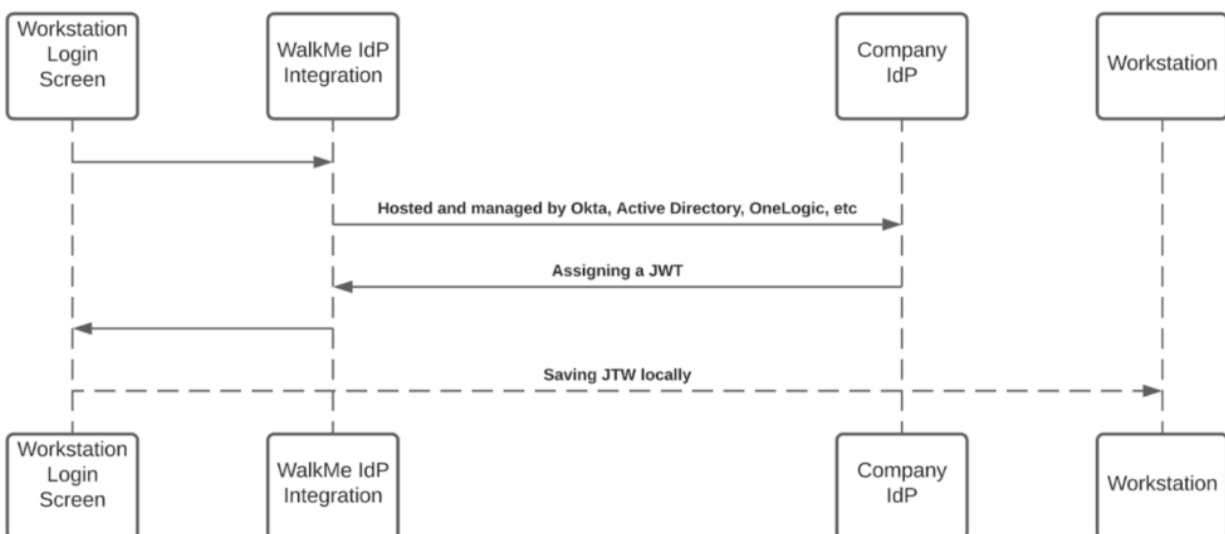 Workstation
Login
Screen
WalkMe IdP
Integration
Company
IdP
Workstation
Hosted and managed by Okta, Active Directory, OneLogic, etc
Assigning a JWT
Saving JTW locally
Workstation
Login
Screen
WalkMe IdP
Integration
Company
IdP
Workstation